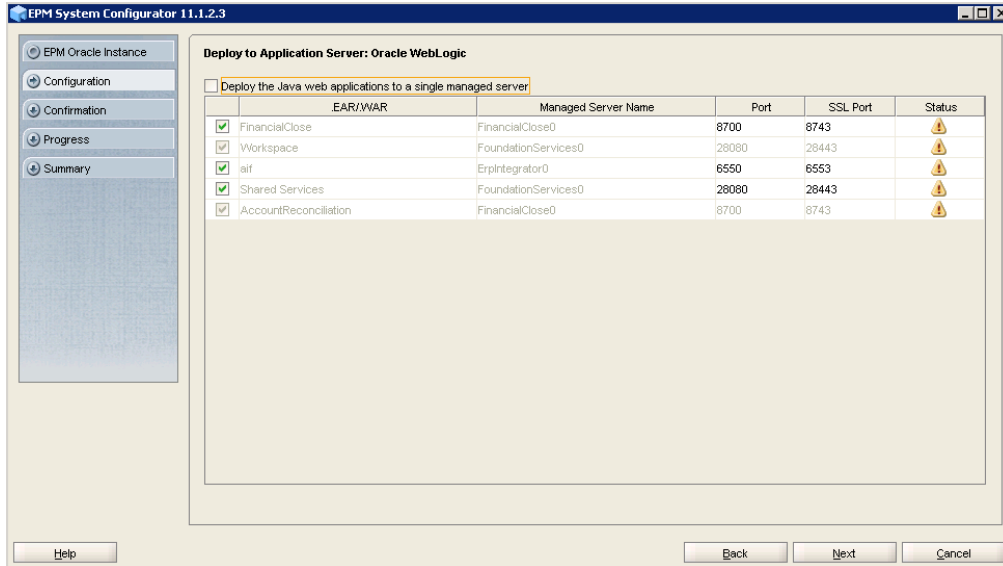 EPM System Configurator 11.1.2.3
EPM Oracle Instance
Configuration
Confirmation
Progress
Summary
Deploy to Application Server: Oracle WebLogic
Deploy the Java web applications to a single managed server
.EAR/.WAR Managed Server Name Port SSL Port Status
FinancialClose FinancialClose0 8700 8743
Workspace FoundationServices0 28080 28443
aif ErpIntegrator0 6550 6553
Shared Services FoundationServices0 28080 28443
AccountReconciliation FinancialClose0 8700 8743
Help Back Next Cancel